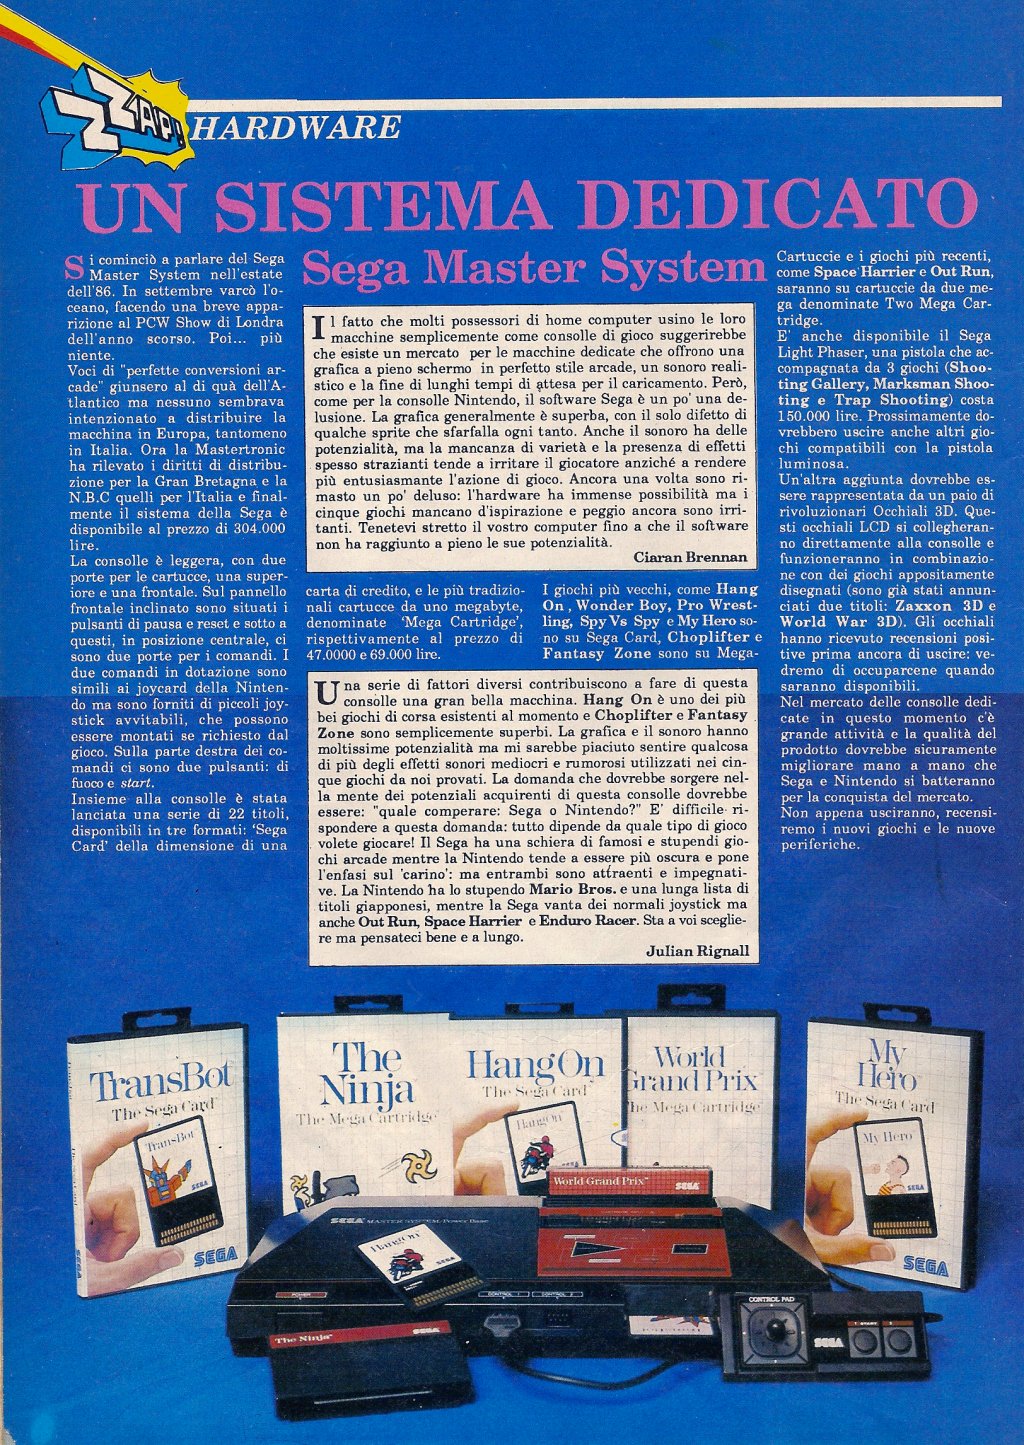 ZZAP!
HARDWARE
UN SISTEMA DEDICATO
Sega Master System
Si cominciò a parlare del Sega
Master System nell'estate
dell'86. In settembre varcò l'o-
ceano, facendo una breve appa-
rizione al PCW Show di Londra
dell'anno scorso. Poi... più
niente.
Voci di "perfette conversioni ar-
cade" giunsero al di quà dell'A-
tlantico ma nessuno sembrava
intenzionato a distribuire la
macchina in Europa, tantomeno
in Italia. Ora la Mastertronic
ha rilevato i diritti di distribu-
zione per la Gran Bretagna e la
N.B.C quelli per l'Italia e final-
mente il sistema della Sega è
disponibile al prezzo di 304.000
lire.
La consolle è leggera, con due
porte per le cartucce, una super-
iore e una frontale. Sul pannello
frontale inclinato sono situati i
pulsanti di pausa e reset e sotto a
questi, in posizione centrale, ci
sono due porte per i comandi. I
due comandi in dotazione sono
simili ai joycard della Ninten-
do ma sono forniti di piccoli joy-
stick avvitabili, che possono
essere montati se richiesto dal
gioco. Sulla parte destra dei co-
mandi ci sono due pulsanti: di
fuoco e start.
Insieme alla consolle è stata
lanciata una serie di 22 titoli,
disponibili in tre formati: 'Sega
Card' della dimensione di una
Il fatto che molti possessori di home computer usino le loro
macchine semplicemente come consolle di gioco suggerirebbe
che esiste un mercato per le macchine dedicate che offrono una
grafica a pieno schermo in perfetto stile arcade, un sonoro reali-
stico e la fine di lunghi tempi di attesa per il caricamento. Però,
come per la consolle Nintendo, il software Sega è un po' una de-
lusione. La grafica generalmente è superba, con il solo difetto di
qualche sprite che sfarfalla ogni tanto. Anche il sonoro ha delle
potenzialità, ma la mancanza di varietà e la presenza di effetti
spesso strazianti tende a irritire il giocatore anziché a rendere
più entusiasmante l'azione di gioco. Ancora una volta sono ri-
masto un po' deluso: l'hardware ha immense possibilità ma i
cinque giochi mancano d'ispirazione e peggio ancora sono irri-
tanti. Tenetevi stretto il vostro computer fino a che il software
non ha raggiunto a pieno le sue potenzialità.
Ciaran Brennan
carta di credito, e le più tradizio-
nali cartucce da uno megabyte,
denominate 'Mega Cartridge',
rispettivamente al prezzo di
47.0000 e 69.000 lire.
I giochi più vecchi, come Hang
On , Wonder Boy, Pro Wrest-
ling, Spy Vs Spy e My Hero so-
no su Sega Card, Choplifter e
Fantasy Zone sono su Mega-
Una serie di fattori diversi contribuiscono a fare di questa
consolle una gran bella macchina. Hang On è uno dei più
bei giochi di corsa esistenti al momento e Choplifter e Fantasy
Zone sono semplicemente superbi. La grafica e il sonoro hanno
moltissime potenzialità ma mi sarebbe piaciuto sentire qualcosa
di più degli effetti sonori mediocri e rumorosi utilizzati nei cin-
que giochi da noi provati. La domanda che dovrebbe sorgere nel-
la mente dei potenziali acquirenti di questa consolle dovrebbe
essere: "quale comperare: Sega o Nintendo?" E' difficile ri-
spondere a questa domanda: tutto dipende da quale tipo di gioco
volete giocare! Il Sega ha una schiera di famosi e stupendi gio-
chi arcade mentre la Nintendo tende a essere più oscura e pone
l'enfasi sul 'carino': ma entrambi sono attraenti e impegnati-
ve. La Nintendo ha lo stupendo Mario Bros. e una lunga lista di
titoli giapponesi, mentre la Sega vanta dei normali joystick ma
anche Out Run, Space Harrier e Enduro Racer. Sta a voi sceglie-
re ma pensateci bene e a lungo.
Julian Rignall
Cartuccie e i giochi più recenti,
come Space Harrier e Out Run,
saranno su cartuccie da due me-
ga denominate Two Mega Car-
tridge.
E' anche disponibile il Sega
Light Phaser, una pistola che ac-
compagnata da 3 giochi (Shoo-
ting Gallery, Marksman Shoo-
ting e Trap Shooting) costa
150.000 lire. Prossimamente do-
vrebbero uscire anche altri gio-
chi compatibili con la pistola
luminosa.
Un'altra aggiunta dovrebbe es-
sere rappresentata da un paio di
rivoluzionari Occhiali 3D. Que-
sti occhiali LCD si collegheran-
no direttamente alla consolle e
funzioneranno in combinazio-
ne con dei giochi appositamente
disegnati (sono già stati annun-
ciati due titoli: Zaxxon 3D e
World War 3D). Gli occhiali
hanno ricevuto recensioni posi-
tive prima ancora di uscire: ve-
dremo di occuparcene quando
saranno disponibili.
Nel mercato delle consolle dedi-
cate in questo momento c'è
grande attività e la qualità del
prodotto dovrebbe sicuramente
migliorare mano a mano che
Sega e Nintendo si batteranno
per la conquista del mercato.
Non appena usciranno, recensi-
remo i nuovi giochi e le nuove
periferiche.
TransBot
The Sega Card
TransBot
SEGA
SEGA
The
Ninja
The Mega Cartridge
HangOn
The Sega Card
HangOn
World
Grand Prix
The Mega Cartridge
My
Hero
The Sega Card
My Hero
SEGA
SEGA
World Grand Prix
SEGA
SEGA MASTER SYSTEM Power Base
HangOn
POWER
CONTROL 1
CONTROL 2
The Ninja
SEGA
CONTROL PAD
SEGA
1 START
2